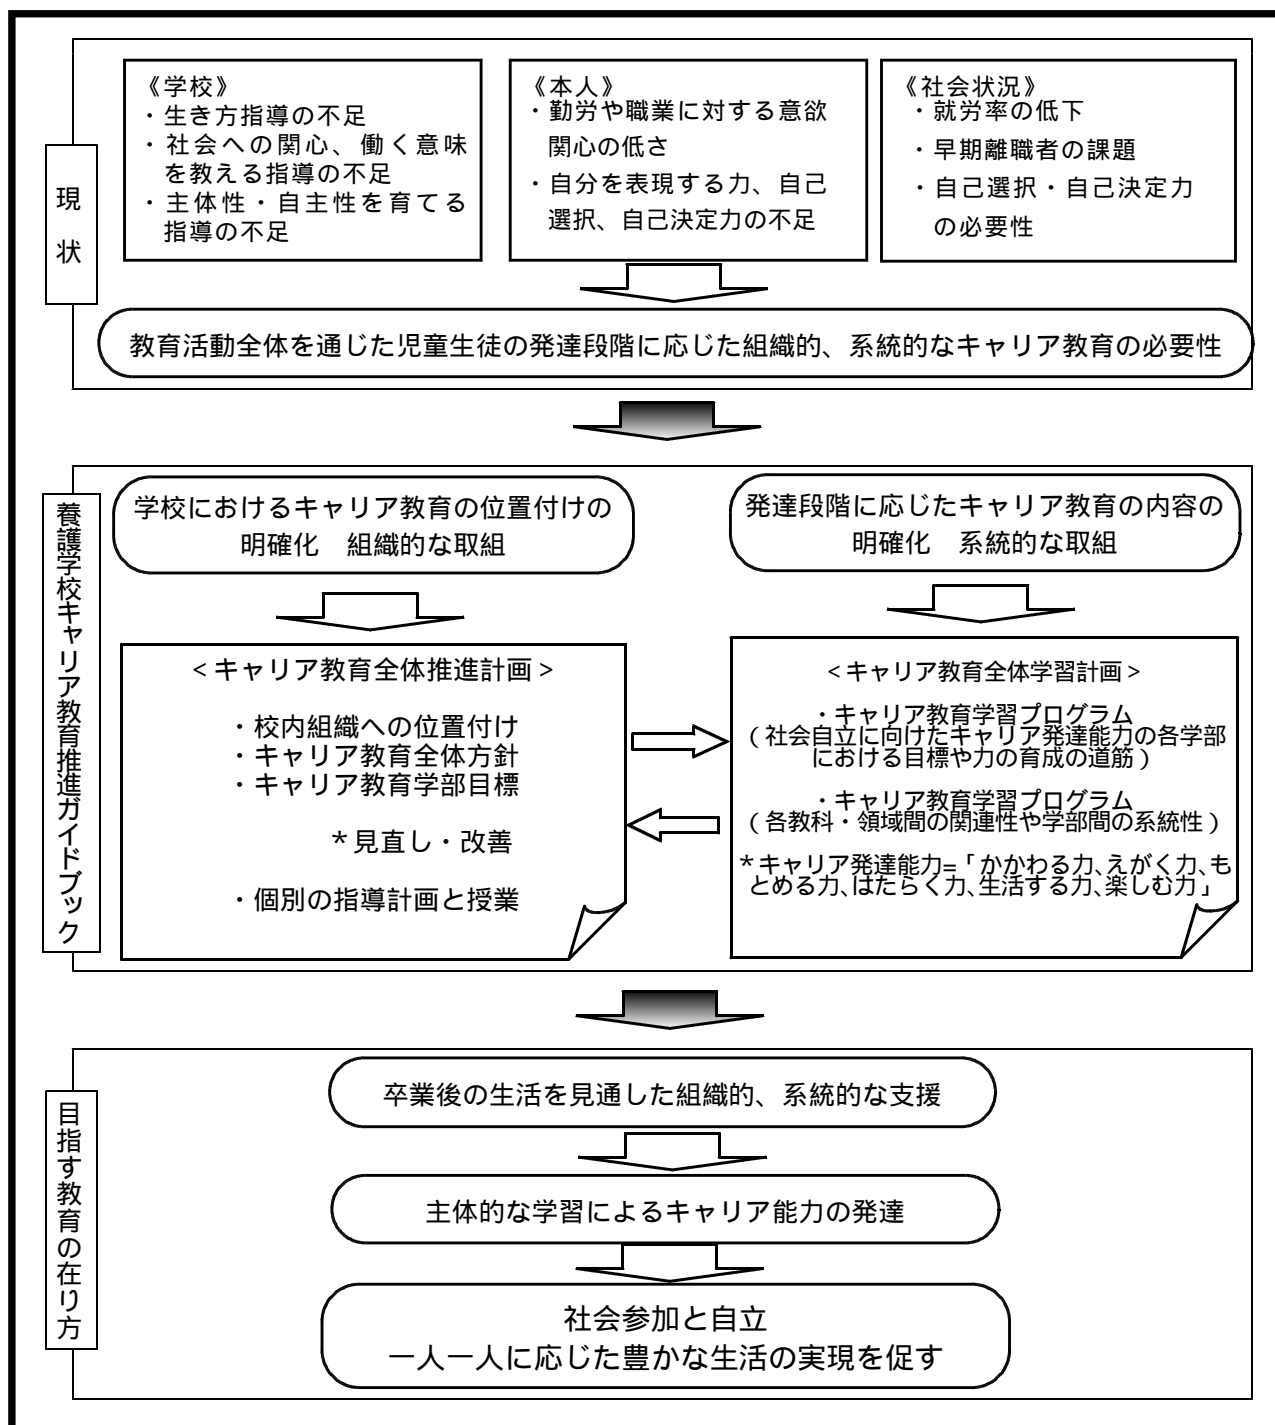 現状
《学校》
・生き方指導の不足
・社会への関心、働く意味
を教える指導の不足
・主体性・自主性を育てる
指導の不足
《本人》
・勤労や職業に対する意欲
関心の低さ
・自分を表現する力、自己
選択、自己決定力の不足
《社会状況》
・就労率の低下
・早期離職者の課題
・自己選択・自己決定力
の必要性
教育活動全体を通じた児童生徒の発達段階に応じた組織的、系統的なキャリア教育の必要性
養護学校キャリア教育推進ガイドブック
学校におけるキャリア教育の位置付けの
明確化　組織的な取組
発達段階に応じたキャリア教育の内容の
明確化　系統的な取組
<キャリア教育全体推進計画>
・校内組織への位置付け
・キャリア教育全体方針
・キャリア教育学部目標
*見直し・改善
・個別の指導計画と授業
<キャリア教育全体学習計画>
・キャリア教育学習プログラム
(社会自立に向けたキャリア発達能力の各学部
における目標や力の育成の道筋)
・キャリア教育学習プログラム
(各教科・領域間の関連性や学部間の系統性)
*キャリア発達能力=「かかわる力、えがく力、も
とめる力、はたらく力、生活する力、楽しむ力」
目指す教育の在り方
卒業後の生活を見通した組織的、系統的な支援
主体的な学習によるキャリア能力の発達
社会参加と自立
一人一人に応じた豊かな生活の実現を促す